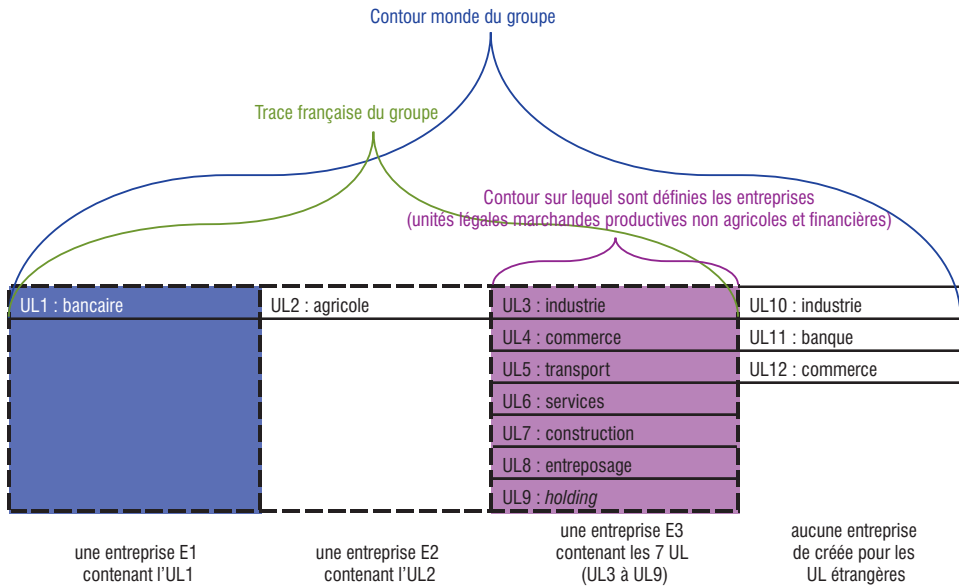 Contour monde du groupe
Trace française du groupe
Contour sur lequel sont définies les entreprises
(unités légales marchandes productives non agricoles et financières)
UL1 : bancaire
UL2 : agricole
UL3 : industrie
UL10 : industrie
UL4 : commerce
UL11 : banque
UL5 : transport
UL12 : commerce
UL6 : services
UL7 : construction
UL8 : entreposage
UL9 : holding
une entreprise E1
contenant l'UL1
une entreprise E2
contenant l'UL2
une entreprise E3
contenant les 7 UL
(UL3 à UL9)
aucune entreprise
de créée pour les
UL étrangères